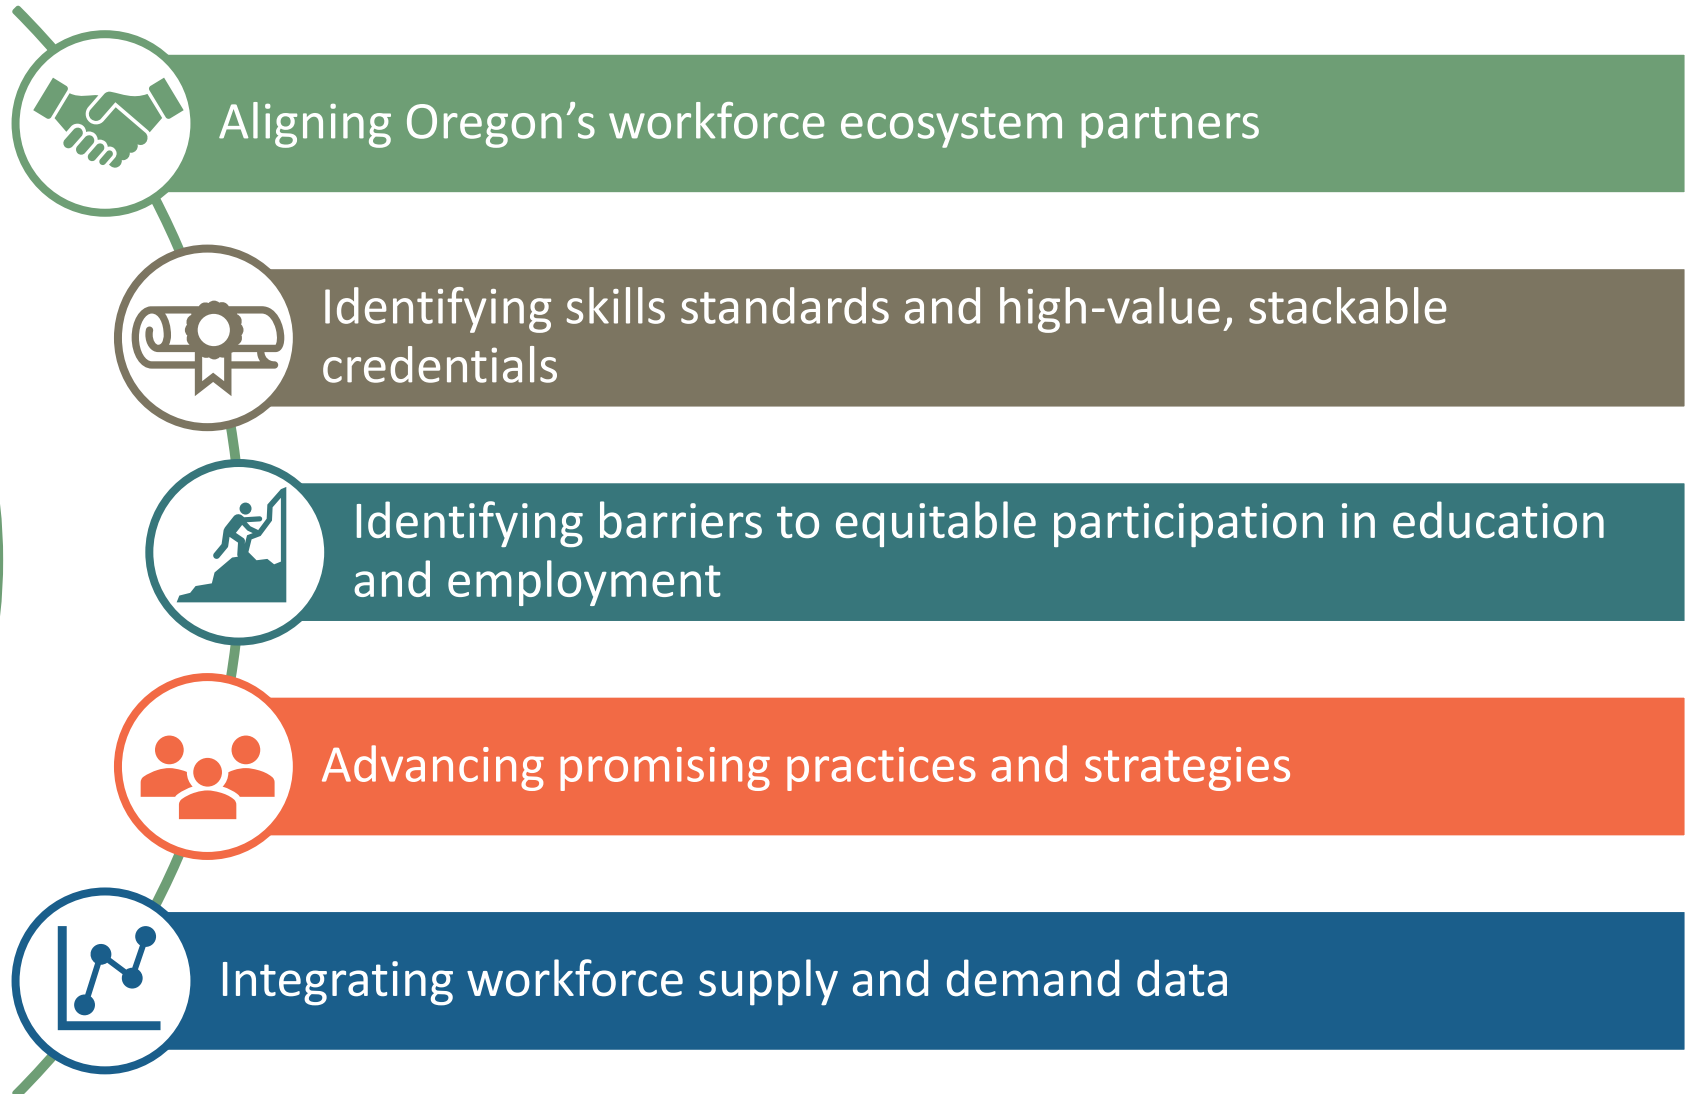 Aligning Oregon’s workforce ecosystem partners
Identifying skills standards and high-value, stackable
credentials
Identifying barriers to equitable participation in education
and employment
Advancing promising practices and strategies
Integrating workforce supply and demand data